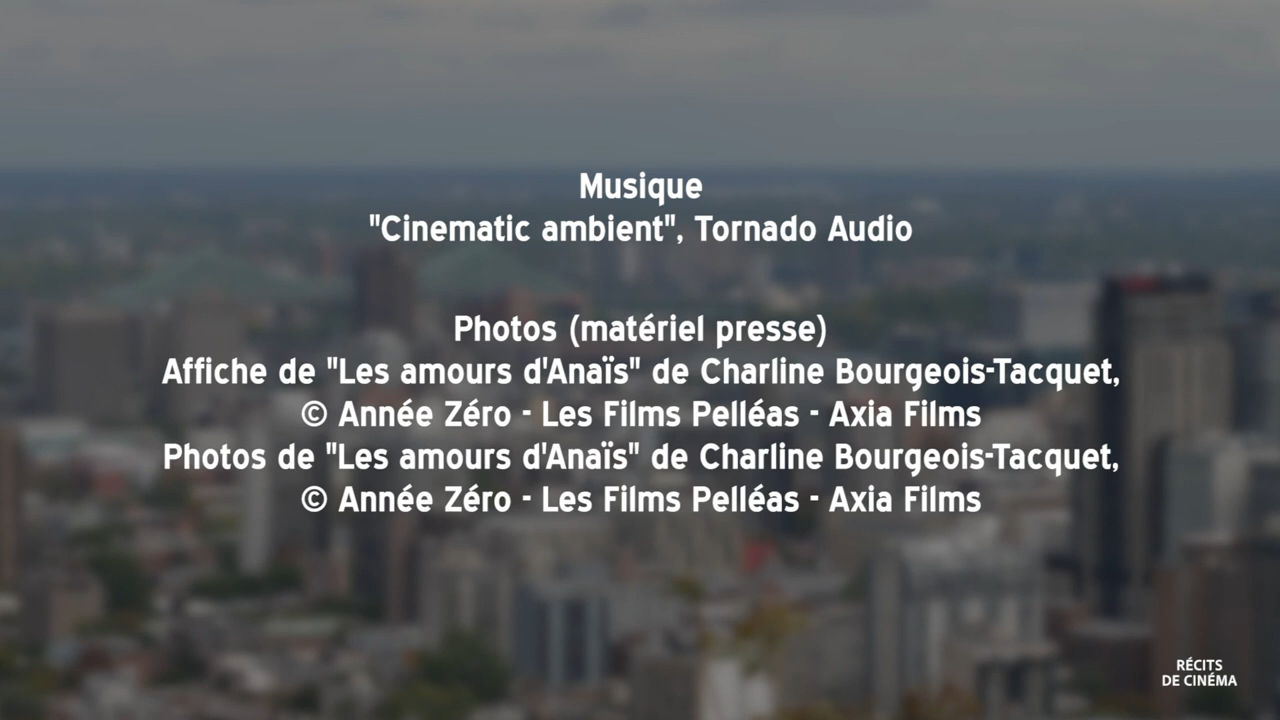 Musique
"Cinematic ambient", Tornado Audio
Photos (matériel presse)
Affiche de "Les amours d'Anaïs" de Charline Bourgeois-Tacquet,
© Année Zéro - Les Films Pelléas - Axia Films
Photos de "Les amours d'Anaïs" de Charline Bourgeois-Tacquet,
© Année Zéro - Les Films Pelléas - Axia Films
RÉCITS
DE CINÉMA